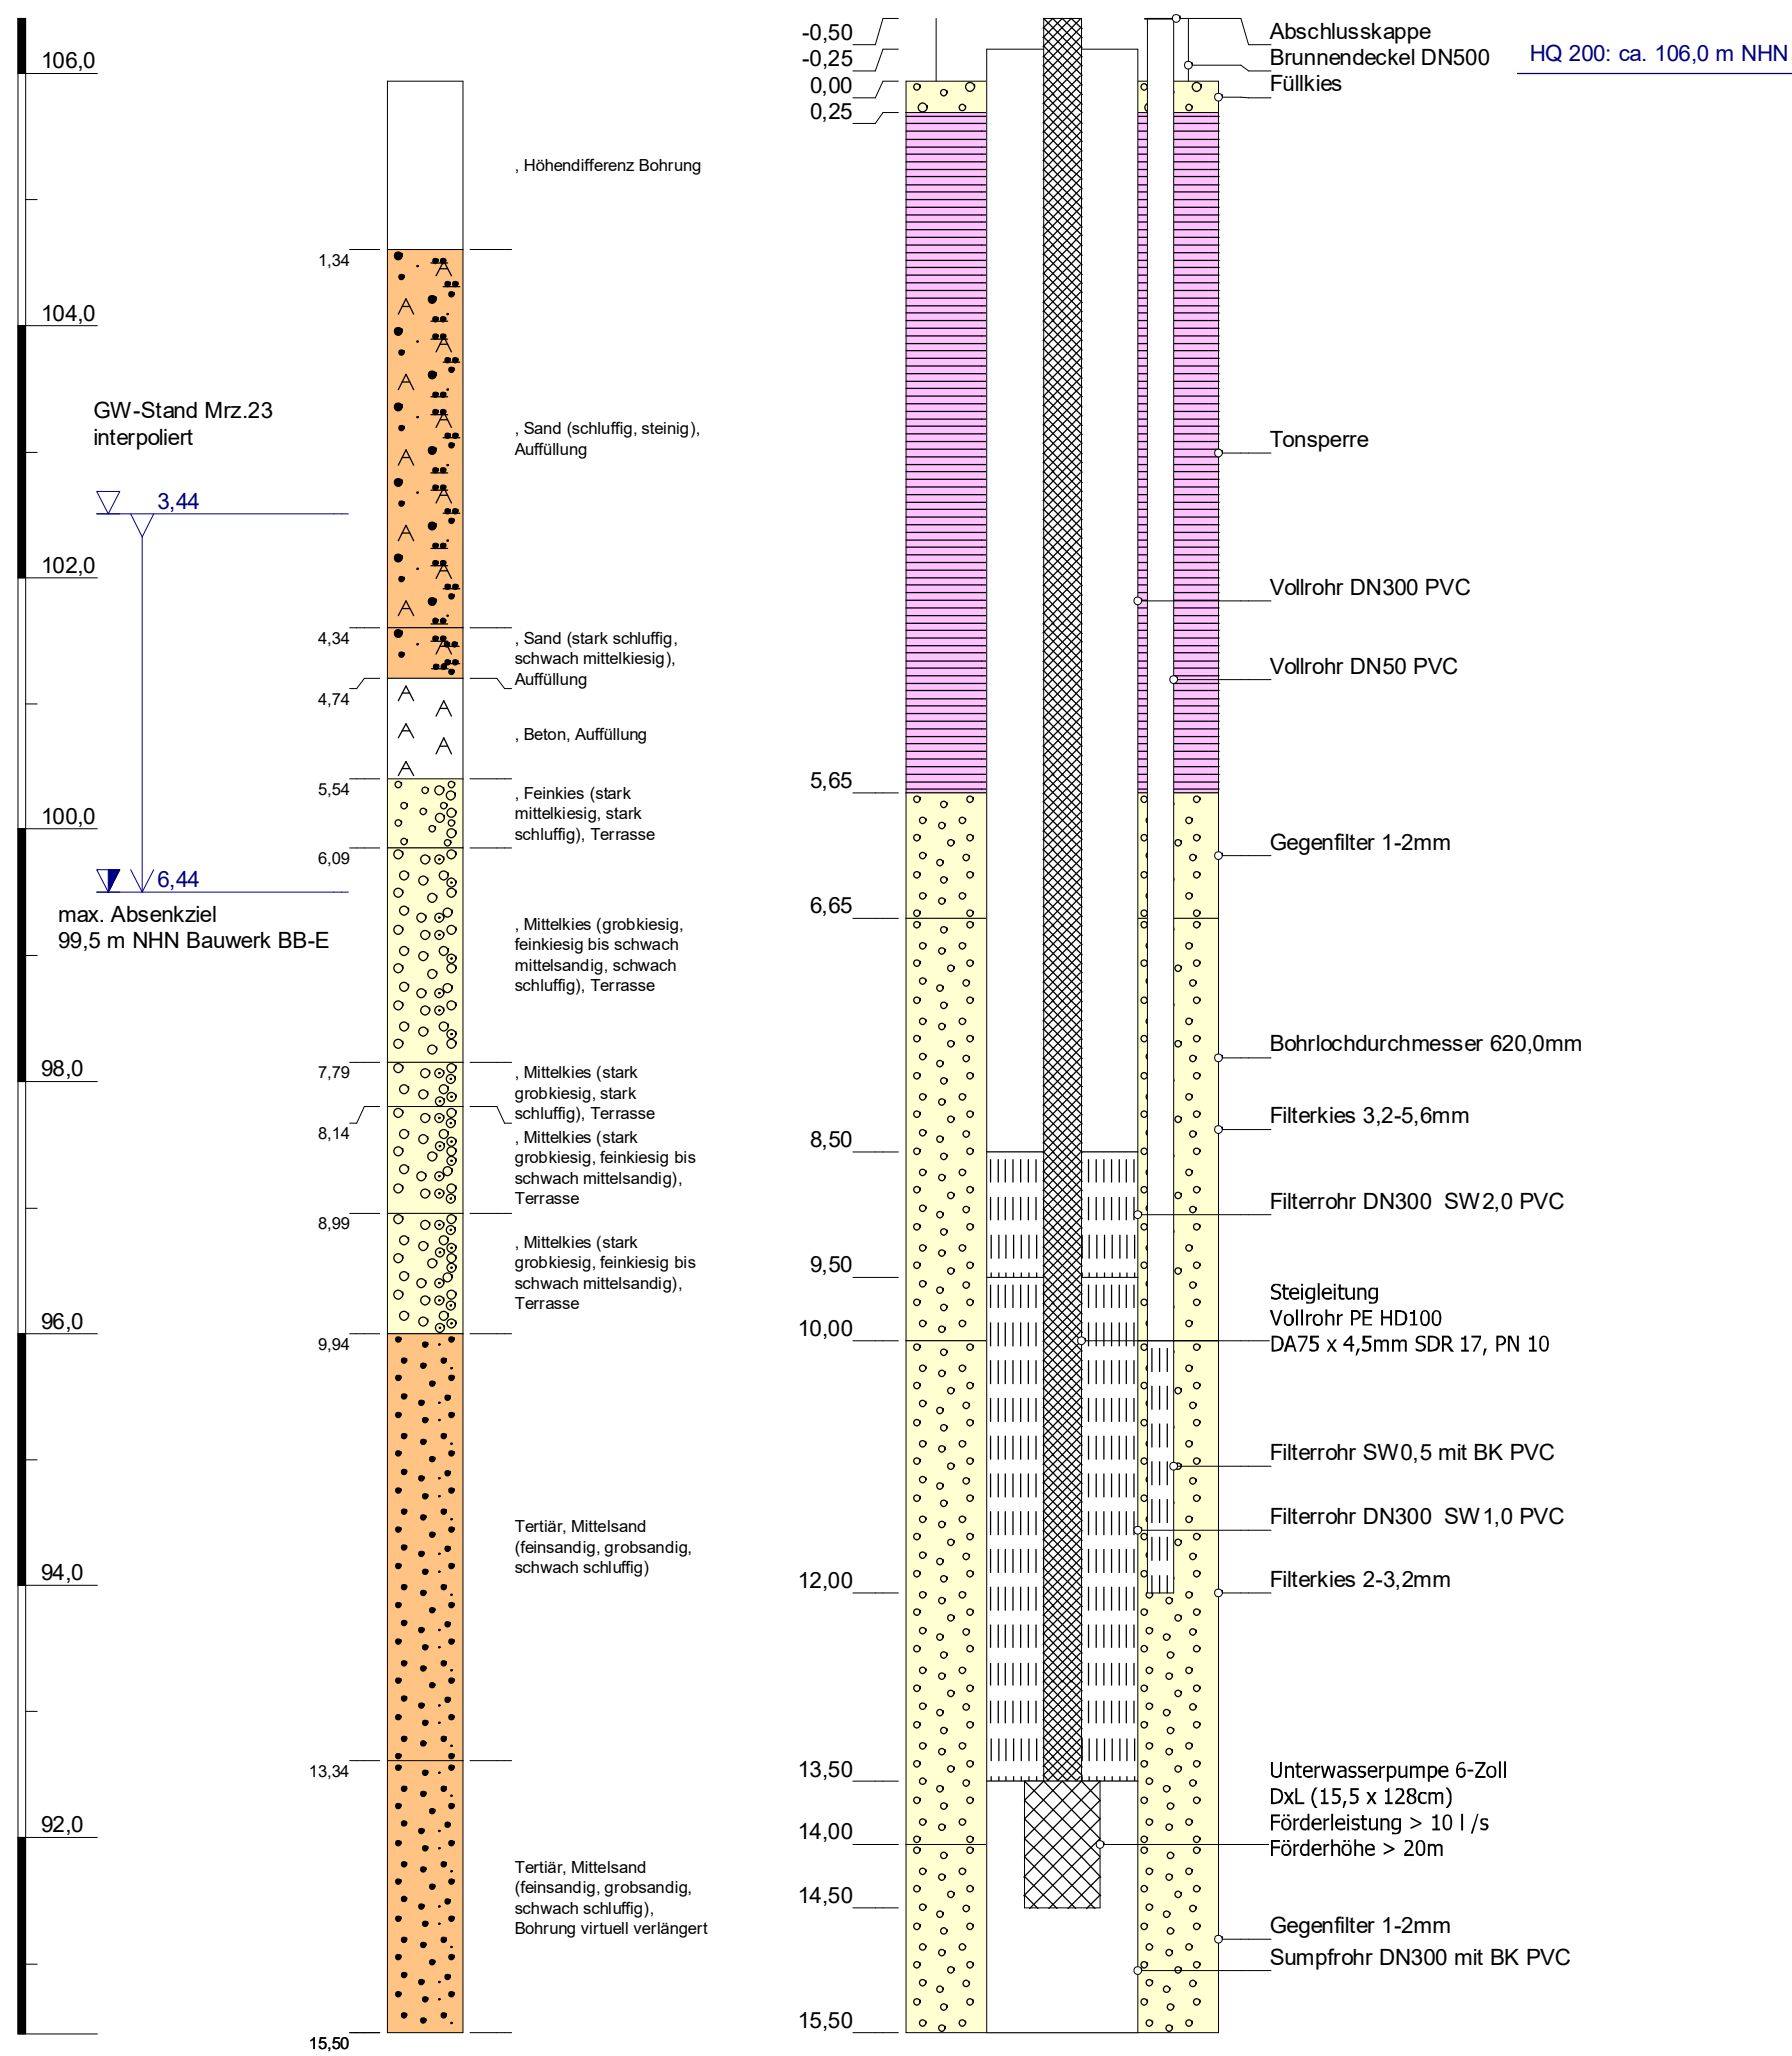 106,0
104,0
GW-Stand Mrz.23
interpoliert
3,44
102,0
100,0
6,44
max. Absenkziel
99,5 m NHN Bauwerk BB-E
98,0
96,0
94,0
92,0
1,34
4,34
4,74
5,54
6,09
7,79
8,14
8,99
9,94
13,34
15,50
, Höhendifferenz Bohrung
, Sand (schluffig, steinig),
Auffüllung
, Sand (stark schluffig,
schwach mittelkiesig),
Auffüllung
, Beton, Auffüllung
, Feinkies (stark
mittelkiesig, stark
schluffig), Terrasse
, Mittelkies (grobkiesig,
feinkiesig bis schwach
mittelsandig, schwach
schluffig), Terrasse
, Mittelkies (stark
grobkiesig, stark
schluffig), Terrasse
, Mittelkies (stark
grobkiesig, feinkiesig bis
schwach mittelsandig),
Terrasse
, Mittelkies (stark
grobkiesig, feinkiesig bis
schwach mittelsandig),
Terrasse
Tertiär, Mittelsand
(feinsandig, grobsandig,
schwach schluffig)
Tertiär, Mittelsand
(feinsandig, grobsandig,
schwach schluffig),
Bohrung virtuell verlängert
-0,50
-0,25
0,00
0,25
5,65
6,65
8,50
9,50
10,00
12,00
13,50
14,00
14,50
15,50
Abschlusskappe
Brunnendeckel DN500
Füllkies
HQ 200: ca. 106,0 m NHN
Tonsperre
Vollrohr DN300 PVC
Vollrohr DN50 PVC
Gegenfilter 1-2mm
Bohrlochdurchmesser 620,0mm
Filterkies 3,2-5,6mm
Filterrohr DN300 SW2,0 PVC
Steigleitung
Vollrohr PE HD100
DA75 x 4,5mm SDR 17, PN 10
Filterrohr SW0,5 mit BK PVC
Filterrohr DN300 SW1,0 PVC
Filterkies 2-3,2mm
Unterwasserpumpe 6-Zoll
DxL (15,5 x 128cm)
Förderleistung > 10 l /s
Förderhöhe > 20m
Gegenfilter 1-2mm
Sumpfrohr DN300 mit BK PVC